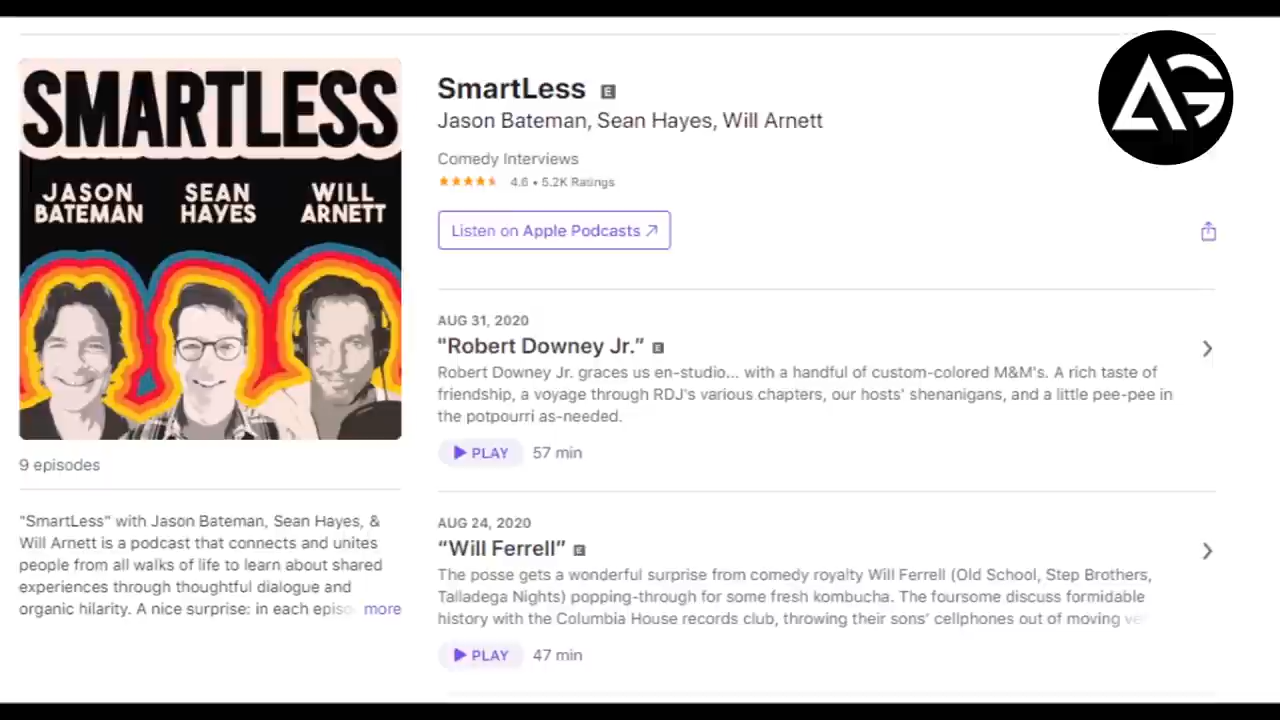 SMARTLESS
JASON BATEMAN
SEAN HAYES
WILL ARNETT
9 episodes
"SmartLess" with Jason Bateman, Sean Hayes, &
Will Arnett is a podcast that connects and unites
people from all walks of life to learn about shared
experiences through thoughtful dialogue and
organic hilarity. A nice surprise: in each more
SmartLess E
Jason Bateman, Sean Hayes, Will Arnett
Comedy Interviews
4.6 • 5.2K Ratings
Listen on Apple Podcasts ↗
AUG 31, 2020
"Robert Downey Jr." E
Robert Downey Jr. graces us en-studio... with a handful of custom-colored M&M's. A rich taste of
friendship, a voyage through RDJ's various chapters, our hosts' shenanigans, and a little pee-pee in
the potpourri as-needed.
PLAY 57 min
AUG 24, 2020
“Will Ferrell” E
The posse gets a wonderful surprise from comedy royalty Will Ferrell (Old School, Step Brothers,
Talladega Nights) popping-through for some fresh kombucha. The foursome discuss formidable
history with the Columbia House records club, throwing their sons' cellphones out of moving
PLAY 47 min
AG